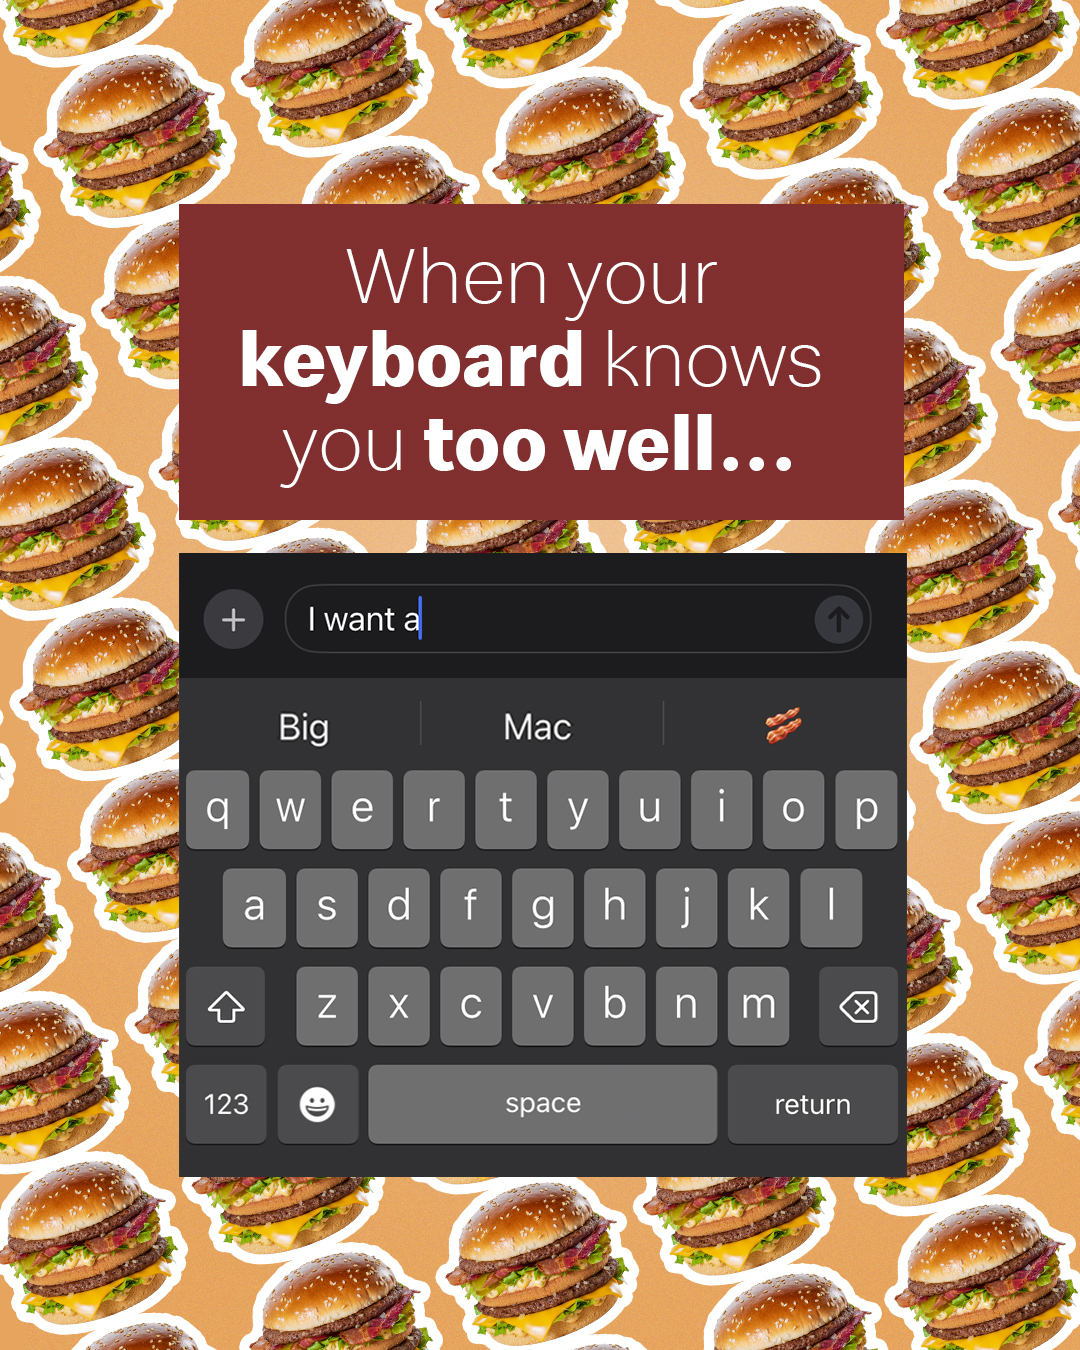 When your
keyboard knows
you too well...
I want a
Big Mac 🥓
q w e r t y u i o p
a s d f g h j k l
z x c v b n m
123 space return